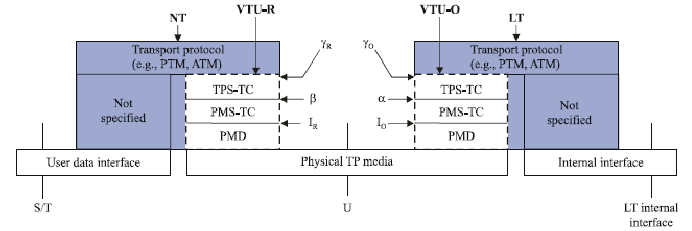 NT
VTU-R
VTU-O
LT
Transport protocol
(e.g., PTM, ATM)
γR
γO
Transport protocol
(e.g., PTM, ATM)
Not
specified
TPS-TC
PMS-TC
PMD
β
IR
α
IO
TPS-TC
PMS-TC
PMD
Not
specified
User data interface
Physical TP media
Internal interface
S/T
U
LT internal
interface